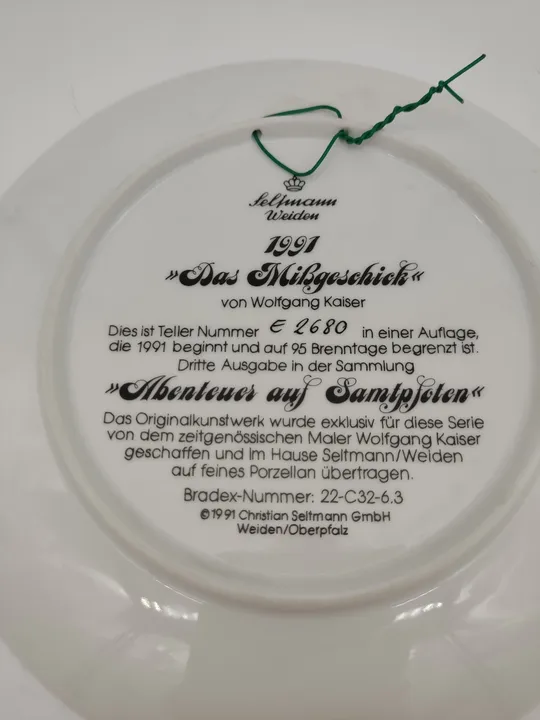 Seltmann
Weiden
1991
»Das Mißgeschick«
von Wolfgang Kaiser
Dies ist Teller Nummer E 2680 in einer Auflage,
die 1991 beginnt und auf 95 Brenntage begrenzt ist.
Dritte Ausgabe in der Sammlung
»Abenteuer auf Samtpfoten«
Das Originalkunstwerk wurde exklusiv für diese Serie
von dem zeitgenössischen Maler Wolfgang Kaiser
geschaffen und im Hause Seltmann/Weiden
auf feines Porzellan übertragen.
Bradex-Nummer: 22-C32-6.3
©1991 Christian Seltmann GmbH
Weiden/Oberpfalz